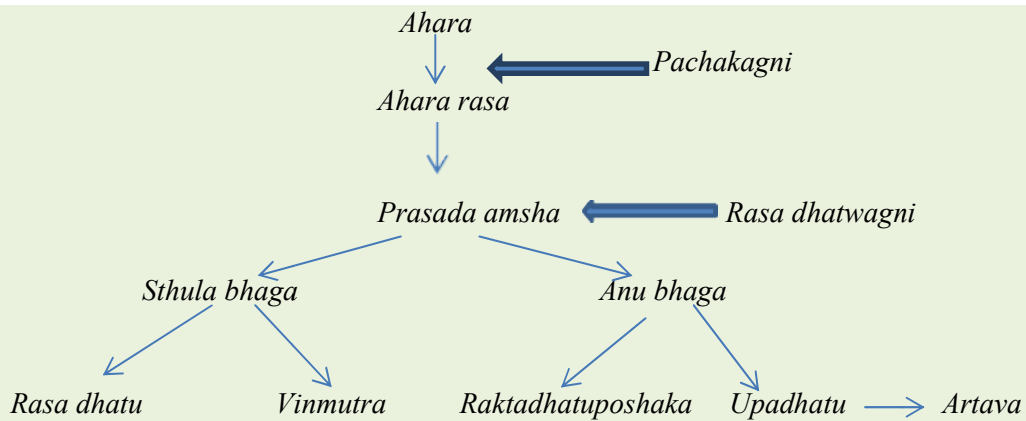 Ahara
Pachakagni
Ahara rasa
Prasada amsha
Rasa dhatwagni
Sthula bhaga
Anu bhaga
Rasa dhatu
Vinmutra
Raktadhatuposhaka
Upadhatu
Artava